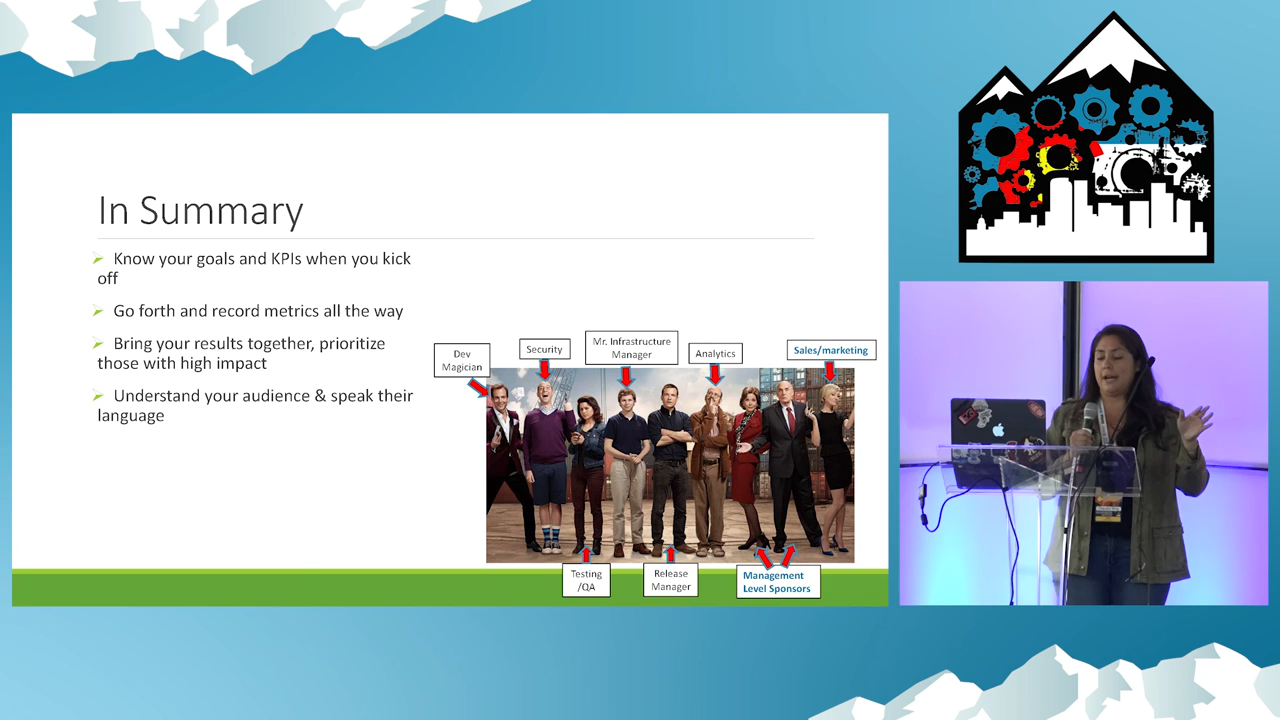 In Summary
➢ Know your goals and KPIs when you kick
off
➢ Go forth and record metrics all the way
➢ Bring your results together, prioritize
those with high impact
➢ Understand your audience & speak their
language
Dev
Magician
Security
Mr. Infrastructure
Manager
Analytics
Sales/marketing
Testing
/QA
Release
Manager
Management
Level Sponsors